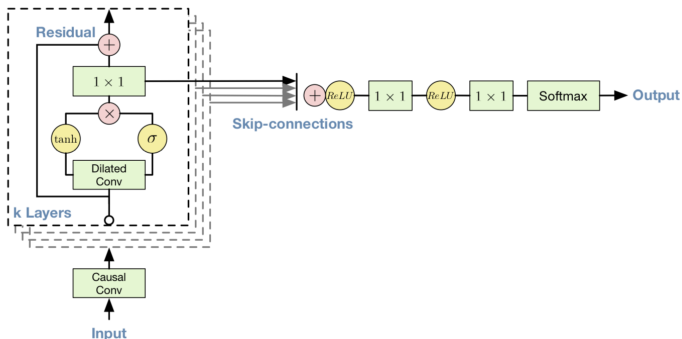 Residual
+
1 × 1
×
tanh
σ
Dilated
Conv
k Layers
Causal
Conv
Input
+
ReLU
1 × 1
ReLU
1 × 1
Softmax
Output
Skip-connections